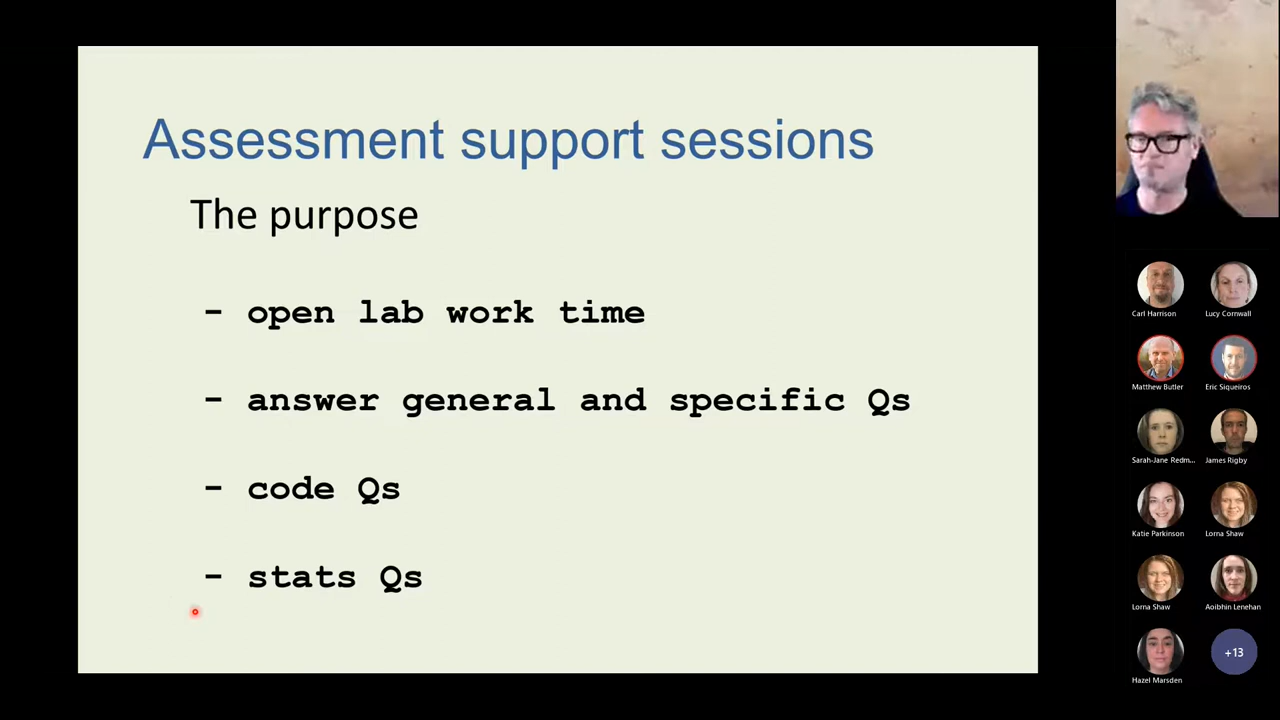 Assessment support sessions
The purpose
- open lab work time
- answer general and specific Qs
- code Qs
- stats Qs
Carl Harrison
Lucy Cornwall
Matthew Butler
Eric Siqueiros
Sarah-Jane Redm...
James Rigby
Katie Parkinson
Lorna Shaw
Lorna Shaw
Aoibhin Lenehan
Hazel Marsden
+13